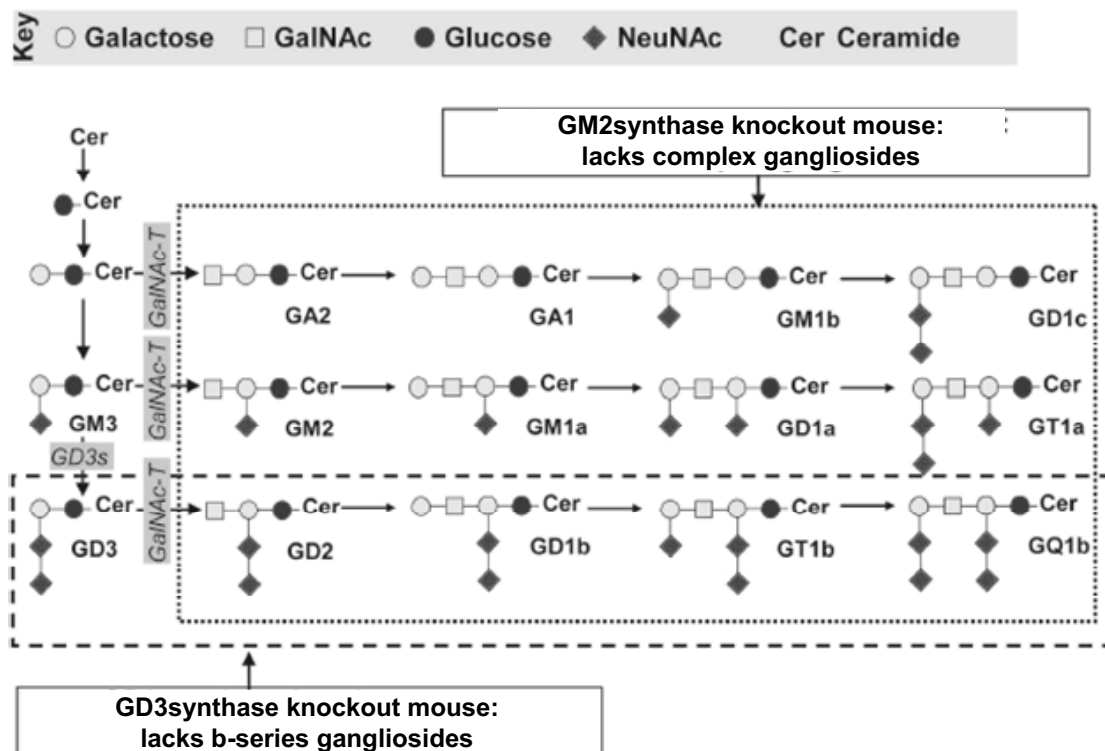 Key
Galactose GalNAc Glucose NeuNAc Cer Ceramide
GM2synthase knockout mouse:
lacks complex gangliosides
Cer
Cer
Cer GalNAc-T Cer Cer Cer Cer
GA2 GA1 GM1b GD1c
Cer GalNAc-T Cer Cer Cer Cer
GM3 GM2 GM1a GD1a GT1a
GD3s
Cer GalNAc-T Cer Cer Cer Cer
GD3 GD2 GD1b GT1b GQ1b
GD3synthase knockout mouse:
lacks b-series gangliosides